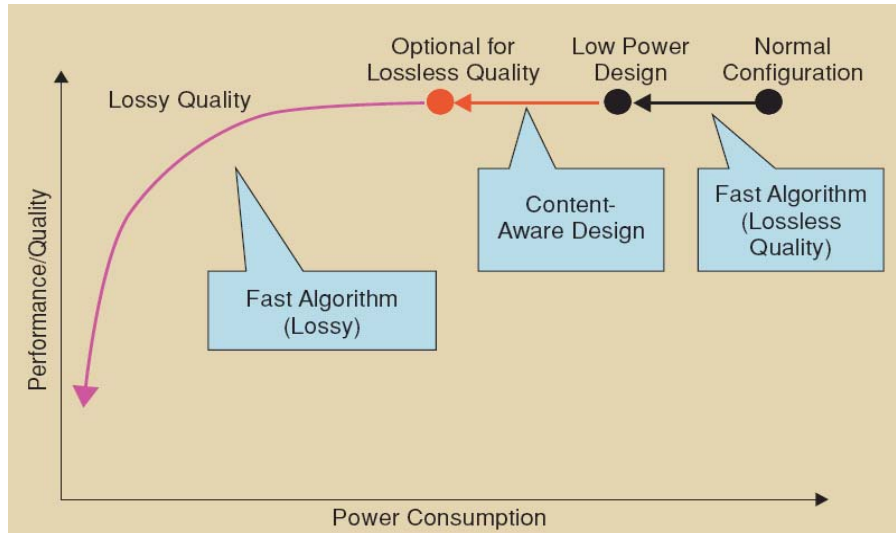 Optional for
Lossless Quality
Low Power
Design
Normal
Configuration
Lossy Quality
Content-
Aware Design
Fast Algorithm
(Lossless
Quality)
Fast Algorithm
(Lossy)
Performance/Quality
Power Consumption